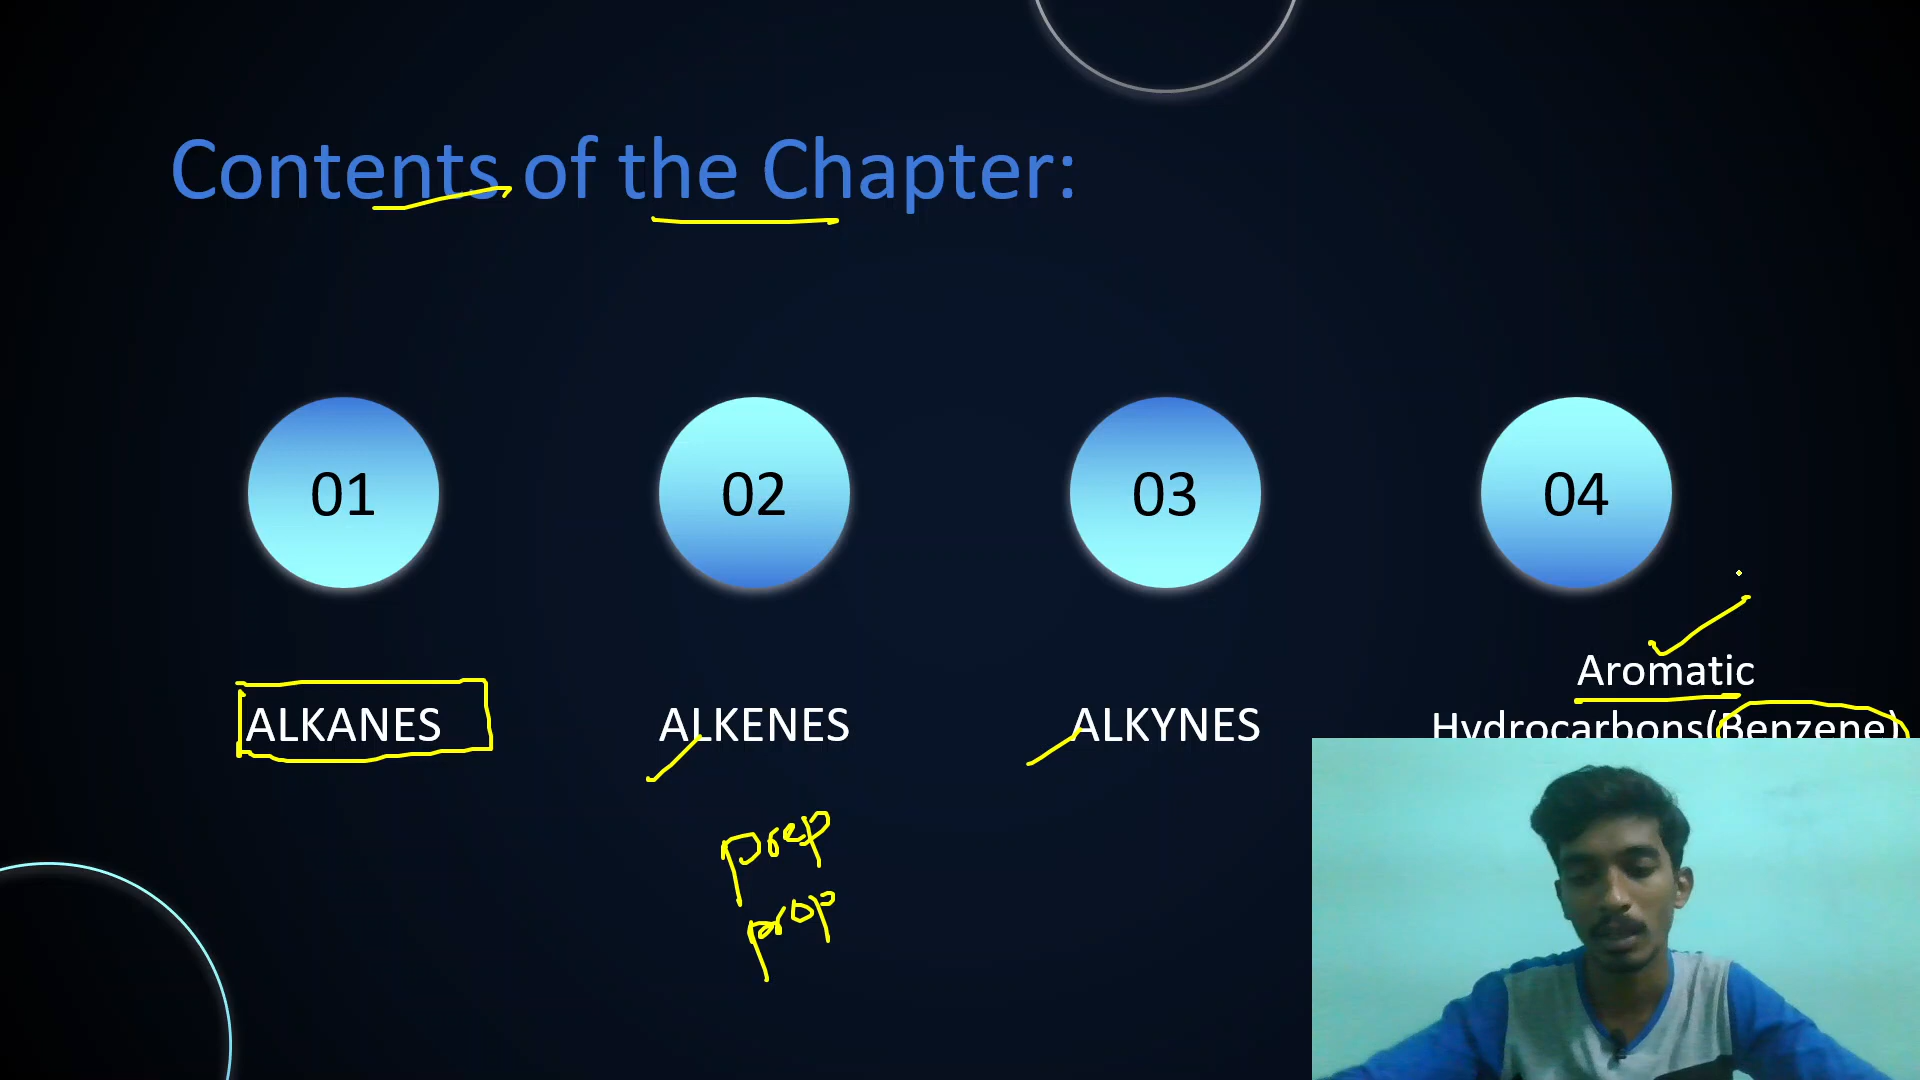 Contents of the Chapter:
01
02
03
04
ALKANES
ALKENES
ALKYNES
Aromatic
Hydrocarbons(Benzene)
prep
prop